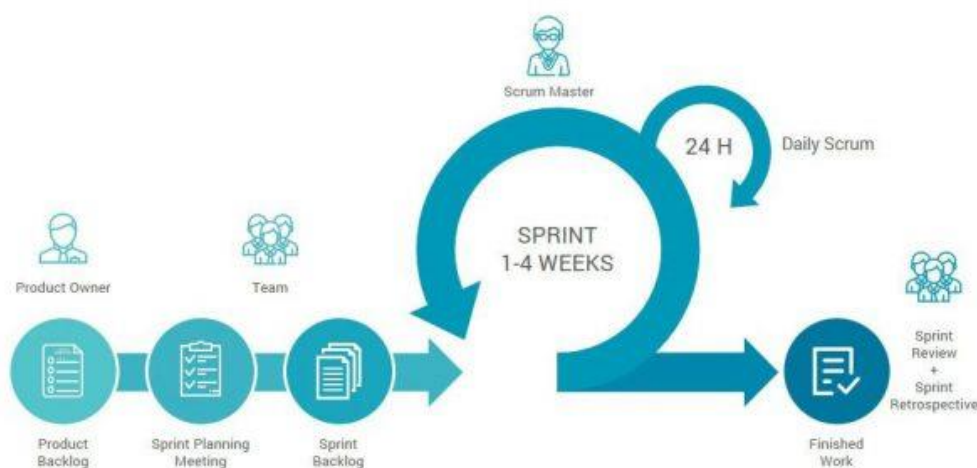 Scrum Master
24 H
Daily Scrum
SPRINT
1-4 WEEKS
Product Owner
Team
Sprint
Review
+
Sprint
Retrospective
Product
Backlog
Sprint Planning
Meeting
Sprint
Backlog
Finished
Work